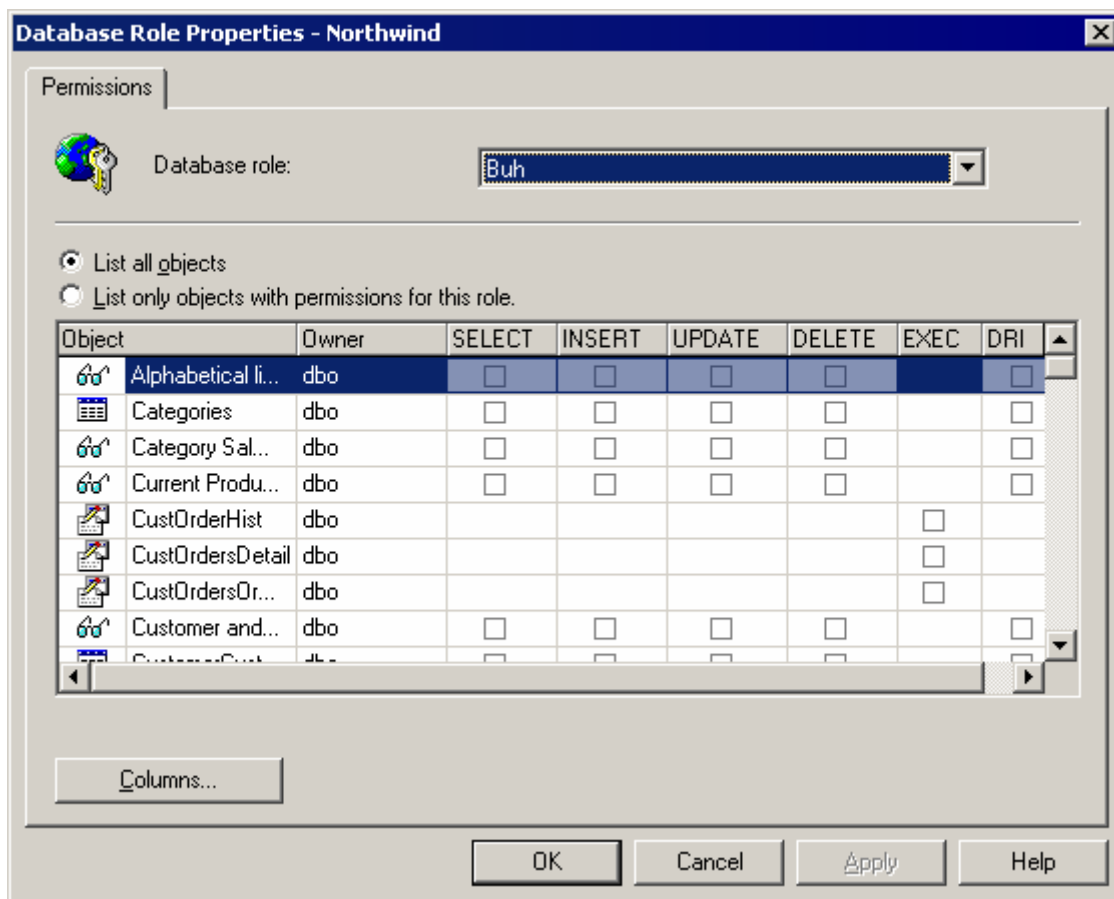 Database Role Properties - Northwind
Permissions
Database role:
Buh
List all objects
List only objects with permissions for this role.
Object Owner SELECT INSERT UPDATE DELETE EXEC DRI
Alphabetical li... dbo
Categories dbo
Category Sal... dbo
Current Produ... dbo
CustOrderHist dbo
CustOrdersDetail dbo
CustOrdersOr... dbo
Customer and... dbo
CustomerCust... dbo
Columns...
OK Cancel Apply Help